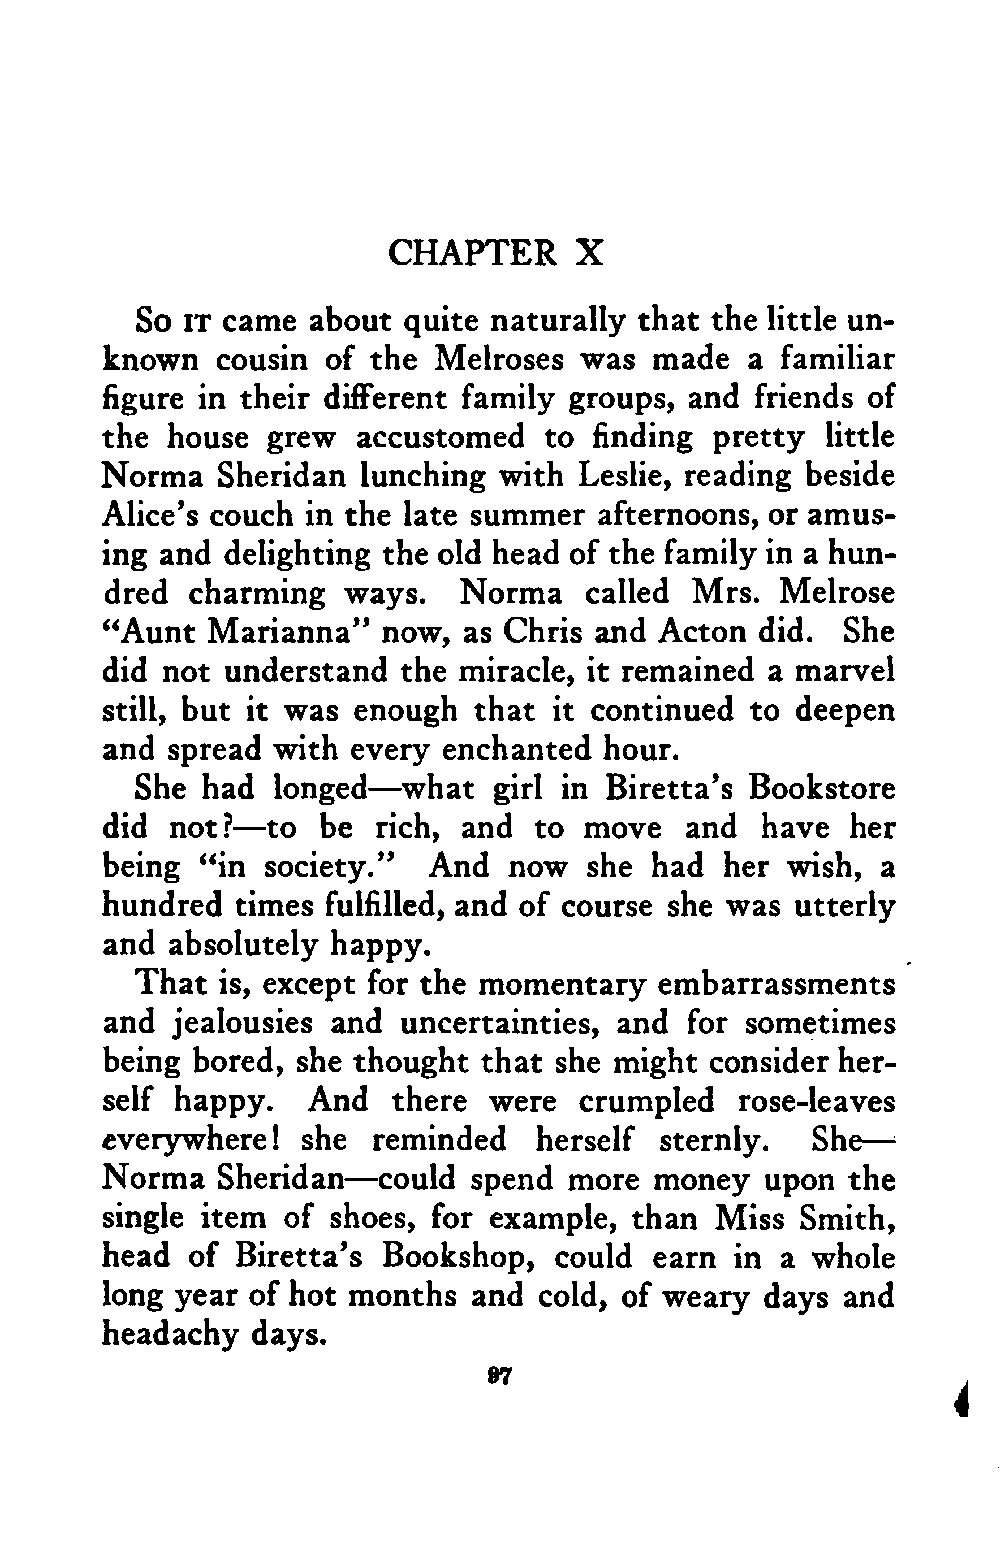 CHAPTER X
So IT came about quite naturally that the little un-
known cousin of the Melroses was made a familiar
figure in their different family groups, and friends of
the house grew accustomed to finding pretty little
Norma Sheridan lunching with Leslie, reading beside
Alice's couch in the late summer afternoons, or amus-
ing and delighting the old head of the family in a hun-
dred charming ways. Norma called Mrs. Melrose
“Aunt Marianna” now, as Chris and Acton did. She
did not understand the miracle, it remained a marvel
still, but it was enough that it continued to deepen
and spread with every enchanted hour.
She had longed—what girl in Biretta's Bookstore
did not?—to be rich, and to move and have her
being “in society.” And now she had her wish, a
hundred times fulfilled, and of course she was utterly
and absolutely happy.
That is, except for the momentary embarrassments
and jealousies and uncertainties, and for sometimes
being bored, she thought that she might consider her-
self happy. And there were crumpled rose-leaves
everywhere! she reminded herself sternly. She—
Norma Sheridan—could spend more money upon the
single item of shoes, for example, than Miss Smith,
head of Biretta's Bookshop, could earn in a whole
long year of hot months and cold, of weary days and
headachy days.
97